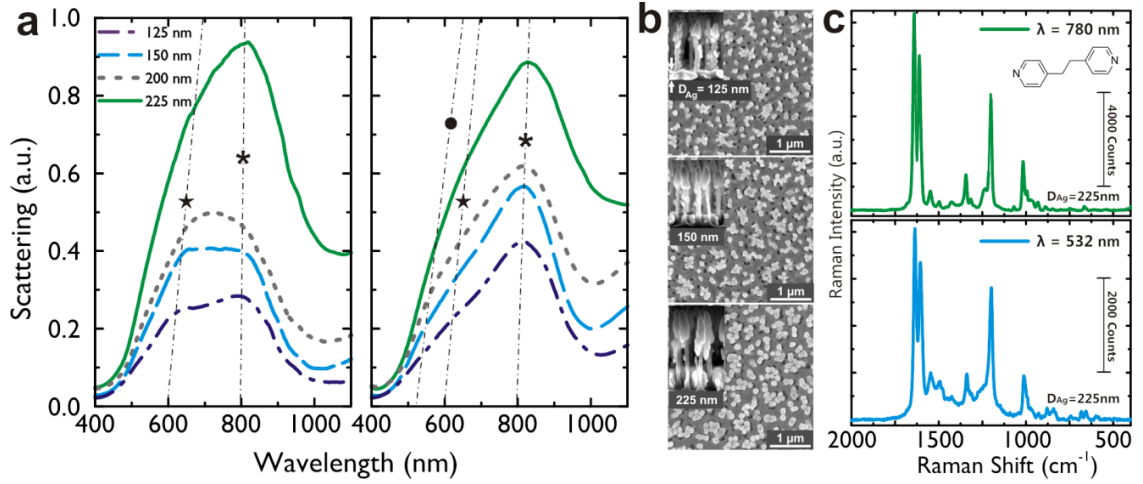 a
125 nm
150 nm
200 nm
225 nm
1.0
0.8
0.6
0.4
0.2
0.0
Scattering (a.u.)
400 600 800 1000
400 600 800 1000
Wavelength (nm)
b
D_Ag = 125 nm
1 µm
150 nm
1 µm
225 nm
1 µm
c
λ = 780 nm
N
N
4000 Counts
D_Ag = 225nm
λ = 532 nm
2000 Counts
D_Ag = 225nm
Raman Intensity (a.u)
2000 1500 1000 500
Raman Shift (cm⁻¹)